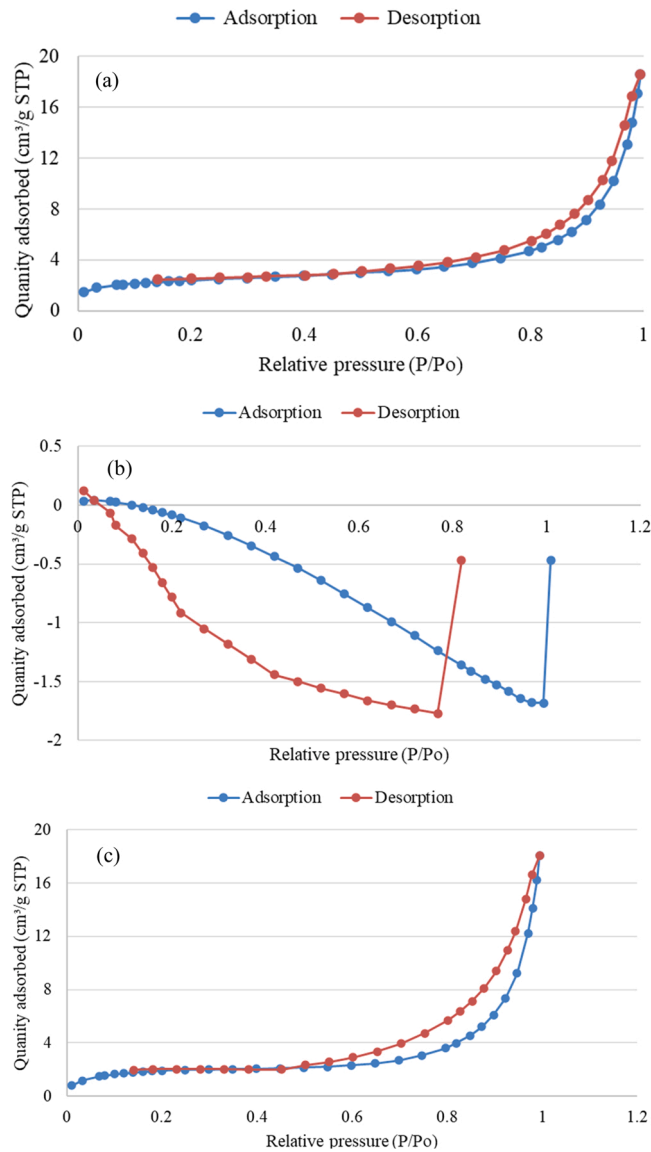 Adsorption Desorption
(a)
Quanity adsorbed (cm³/g STP)
20
16
12
8
4
0
0 0.2 0.4 0.6 0.8 1
Relative pressure (P/Po)
Adsorption Desorption
(b)
Quanity adsorbed (cm³/g STP)
0.5
0
-0.5
-1
-1.5
-2
0 0.2 0.4 0.6 0.8 1 1.2
Relative pressure (P/Po)
Adsorption Desorption
(c)
Quanity adsorbed (cm³/g STP)
20
16
12
8
4
0
0 0.2 0.4 0.6 0.8 1 1.2
Relative pressure (P/Po)